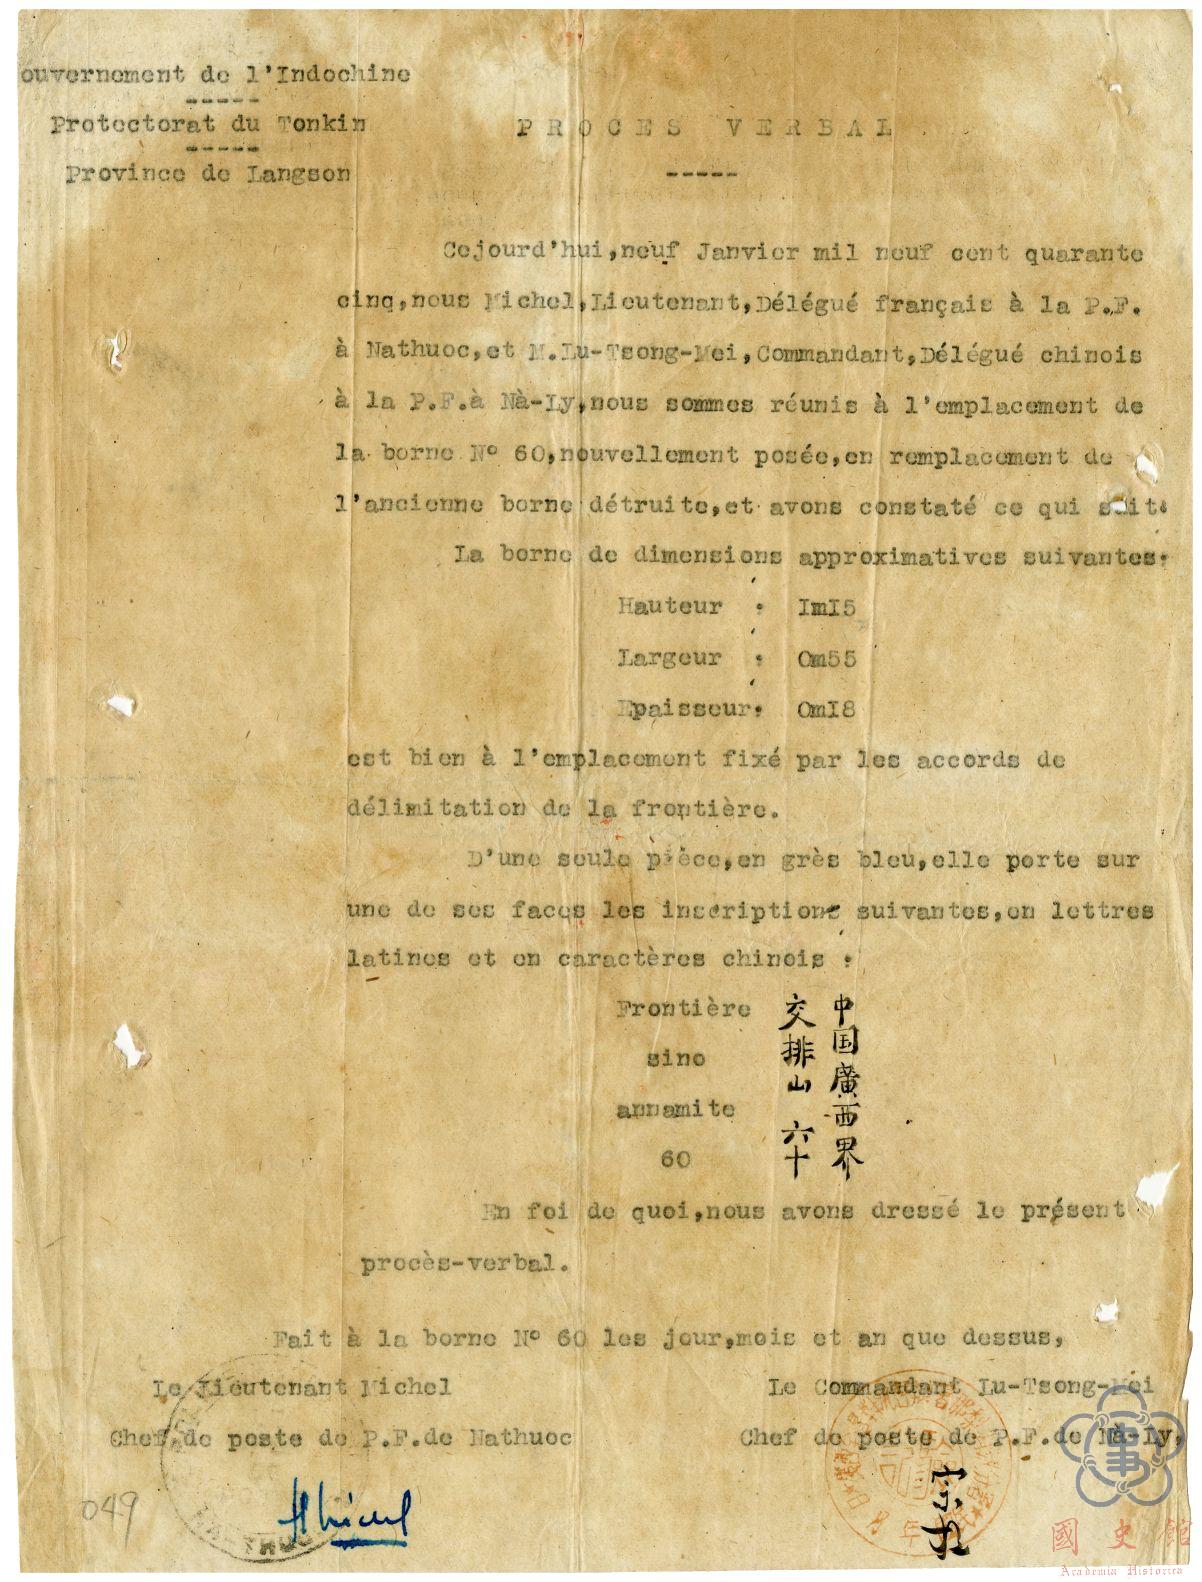 ouvernement de l'Indochine
-----
Protectorat du Tonkin
-----
Province de Langson
PROCES VERBAL
-----
Cejourd'hui,neuf Janvier mil neuf cent quarante
cinq,nous Michel,Lieutenant,Délégué français à la P.F.
à Nathuoc,et M.Lu-Tsong-Mei,Commandant,Délégué chinois
à la P.F.à Nà-Ly,nous sommes réunis à l'emplacement de
la borne N° 60,nouvellement posée,en remplacement de
l'ancienne borne détruite,et avons constaté ce qui suit:
La borne de dimensions approximatives suivantes:
Hauteur : ImI5
Largeur : Om55
Epaisseur: OmI8
est bien à l'emplacement fixé par les accords de
délimitation de la frontière.
D'une seule pièce,en grès bleu,elle porte sur
une de ses faces les inscriptions suivantes,en lettres
latines et en caractères chinois :
Frontière
sino
annamite
60
中国廣西界
交排山 六十
En foi de quoi,nous avons dressé le présent
procès-verbal.
Fait à la borne N° 60 les jour,mois et an que dessus,
Le Lieutenant Michel
Chef de poste de P.F.de Nathuoc
Michel
Le Commandant Lu-Tsong-Mei
Chef de poste de P.F.de Nà-Ly,
049
國史館
Academia Historica